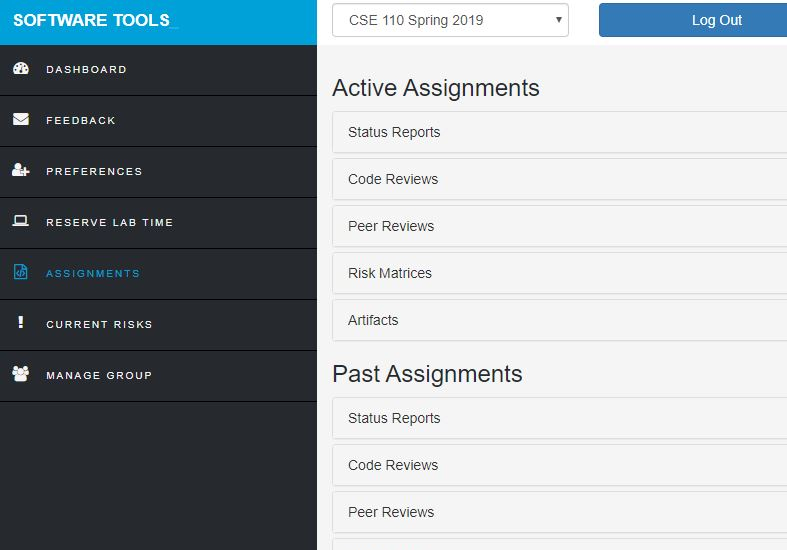 SOFTWARE TOOLS_
CSE 110 Spring 2019
Log Out
DASHBOARD
FEEDBACK
PREFERENCES
RESERVE LAB TIME
ASSIGNMENTS
CURRENT RISKS
MANAGE GROUP
Active Assignments
Status Reports
Code Reviews
Peer Reviews
Risk Matrices
Artifacts
Past Assignments
Status Reports
Code Reviews
Peer Reviews